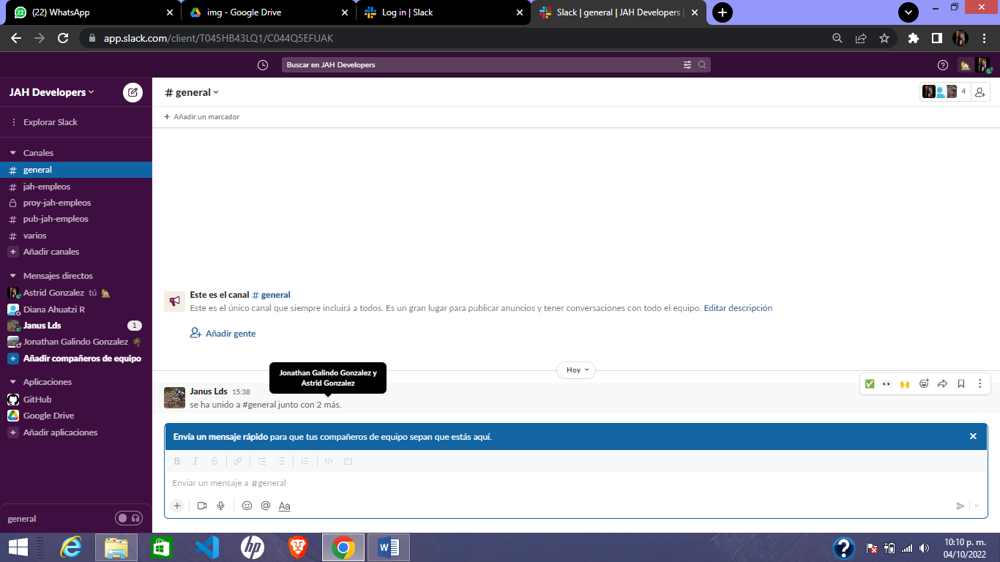 (22) WhatsApp
img - Google Drive
Log in | Slack
Slack | general | JAH Developers |
app.slack.com/client/T045HB43LQ1/C044Q5EFUAK
Buscar en JAH Developers
JAH Developers
# general
4
Explorar Slack
Añadir un marcador
Canales
# general
# jah-empleos
proy-jah-empleos
# pub-jah-empleos
# varios
+ Añadir canales
Mensajes directos
Astrid Gonzalez tú
Diana Ahuatzi R
Janus Lds 1
Jonathan Galindo Gonzalez
+ Añadir compañeros de equipo
Aplicaciones
GitHub
Google Drive
+ Añadir aplicaciones
general
Este es el canal # general
Este es el único canal que siempre incluirá a todos. Es un gran lugar para publicar anuncios y tener conversaciones con todo el equipo. Editar descripción
Añadir gente
Hoy
Jonathan Galindo Gonzalez y
Astrid Gonzalez
Janus Lds 15:38
se ha unido a #general junto con 2 más.
Envía un mensaje rápido para que tus compañeros de equipo sepan que estás aquí.
B I S
Enviar un mensaje a #general
+ @ Aa
hp
W
10:10 p. m.
04/10/2022